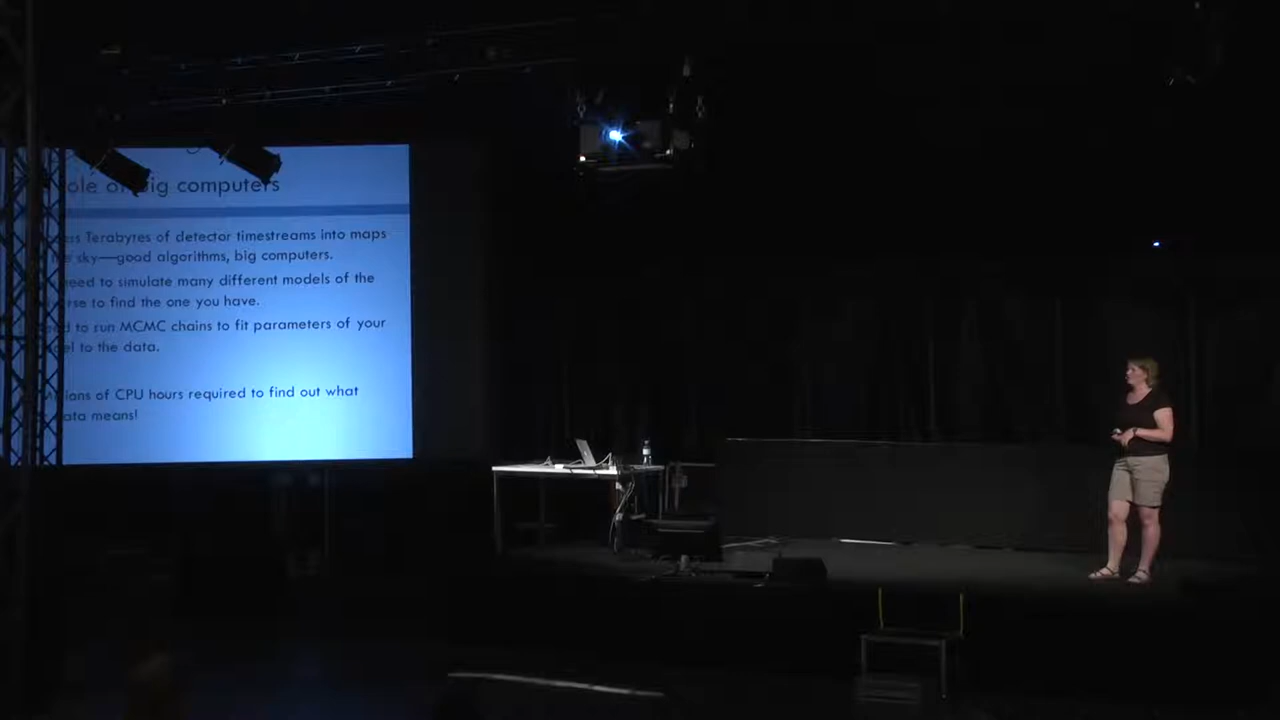 big computers
Terabytes of detector timestreams into maps
sky—good algorithms, big computers.
need to simulate many different models of the
to find the one you have.
to run MCMC chains to fit parameters of your
to the data.
of CPU hours required to find out what
means!